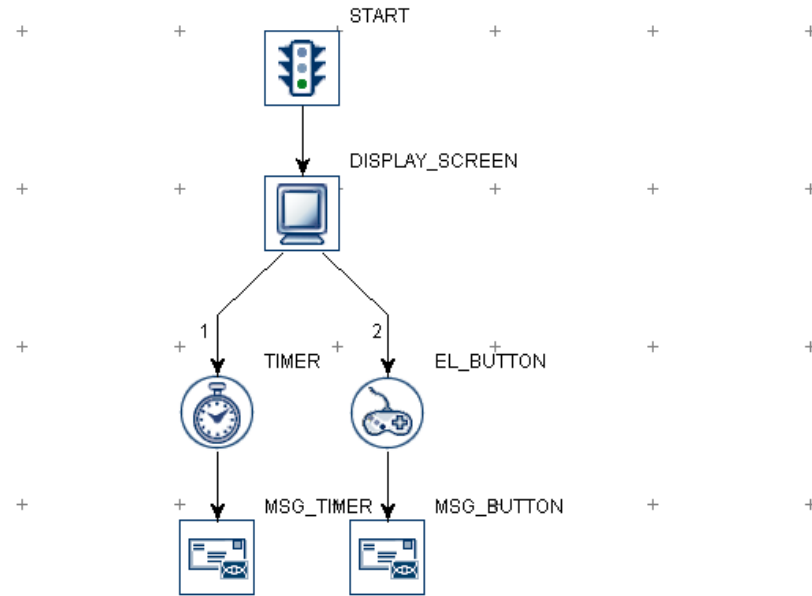 START
DISPLAY_SCREEN
1
2
TIMER
EL_BUTTON
MSG_TIMER
MSG_BUTTON